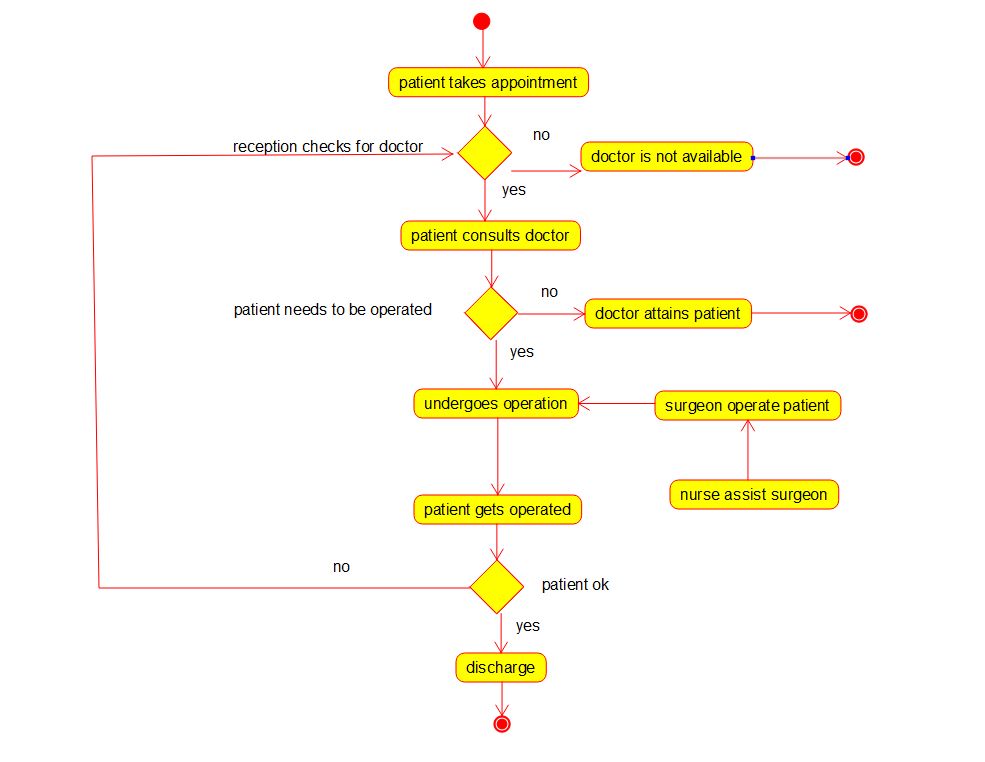 patient takes appointment
no
reception checks for doctor
doctor is not available
yes
patient consults doctor
no
patient needs to be operated
doctor attains patient
yes
undergoes operation
surgeon operate patient
nurse assist surgeon
patient gets operated
no
patient ok
yes
discharge